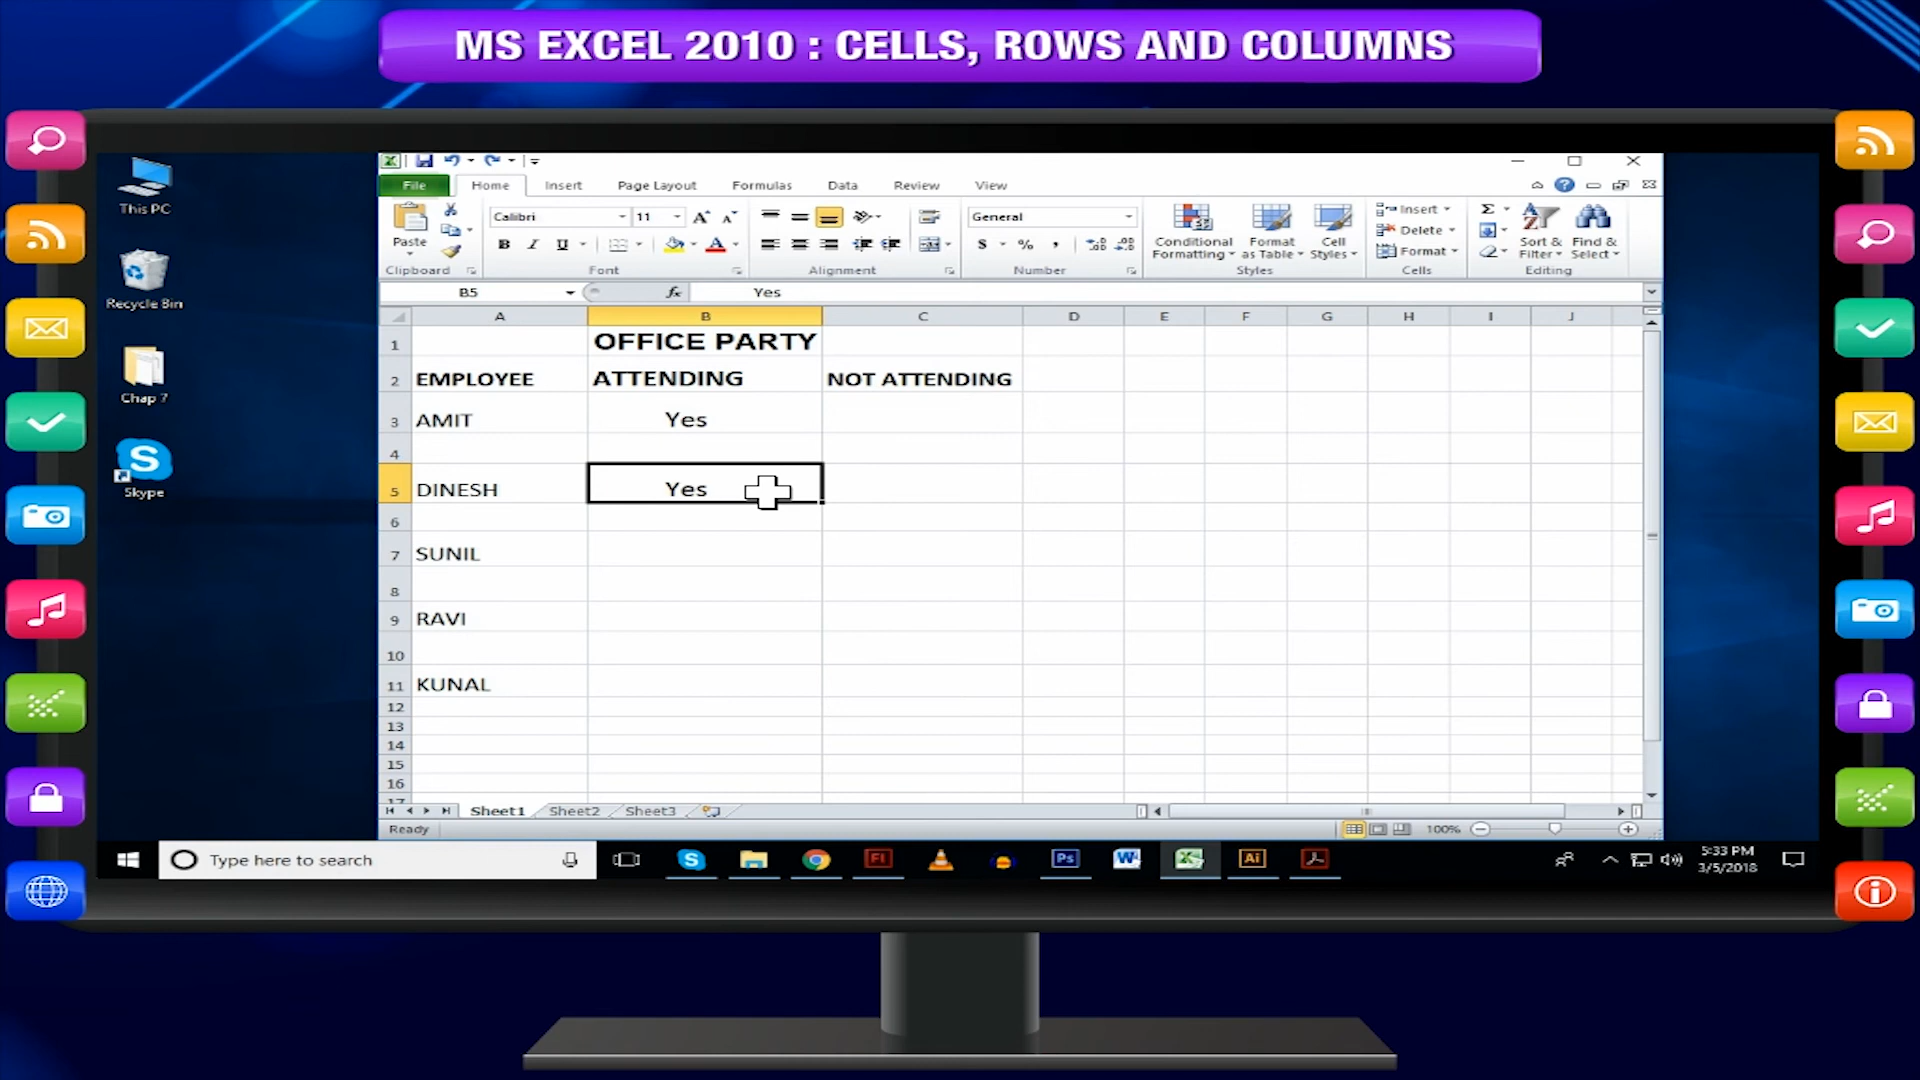 MS EXCEL 2010 : CELLS, ROWS AND COLUMNS
This PC
Recycle Bin
Chap 7
Skype
File Home Insert Page Layout Formulas Data Review View
Paste
Calibri 11
General
Conditional Formatting
Format as Table
Cell Styles
Insert
Delete
Format
Sort & Filter
Find & Select
Clipboard Font Alignment Number Styles Cells Editing
B5 fx Yes
A B C D E F G H I J
1 OFFICE PARTY
2 EMPLOYEE ATTENDING NOT ATTENDING
3 AMIT Yes
4
5 DINESH Yes
6
7 SUNIL
8
9 RAVI
10
11 KUNAL
12
13
14
15
16
17
Sheet1 Sheet2 Sheet3
Ready 100%
Type here to search
5:33 PM
3/5/2018